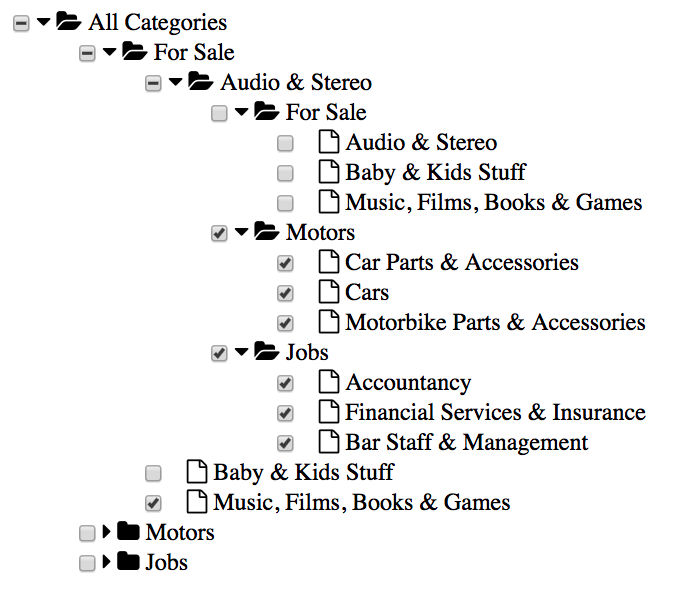 All Categories
For Sale
Audio & Stereo
For Sale
Audio & Stereo
Baby & Kids Stuff
Music, Films, Books & Games
Motors
Car Parts & Accessories
Cars
Motorbike Parts & Accessories
Jobs
Accountancy
Financial Services & Insurance
Bar Staff & Management
Baby & Kids Stuff
Music, Films, Books & Games
Motors
Jobs